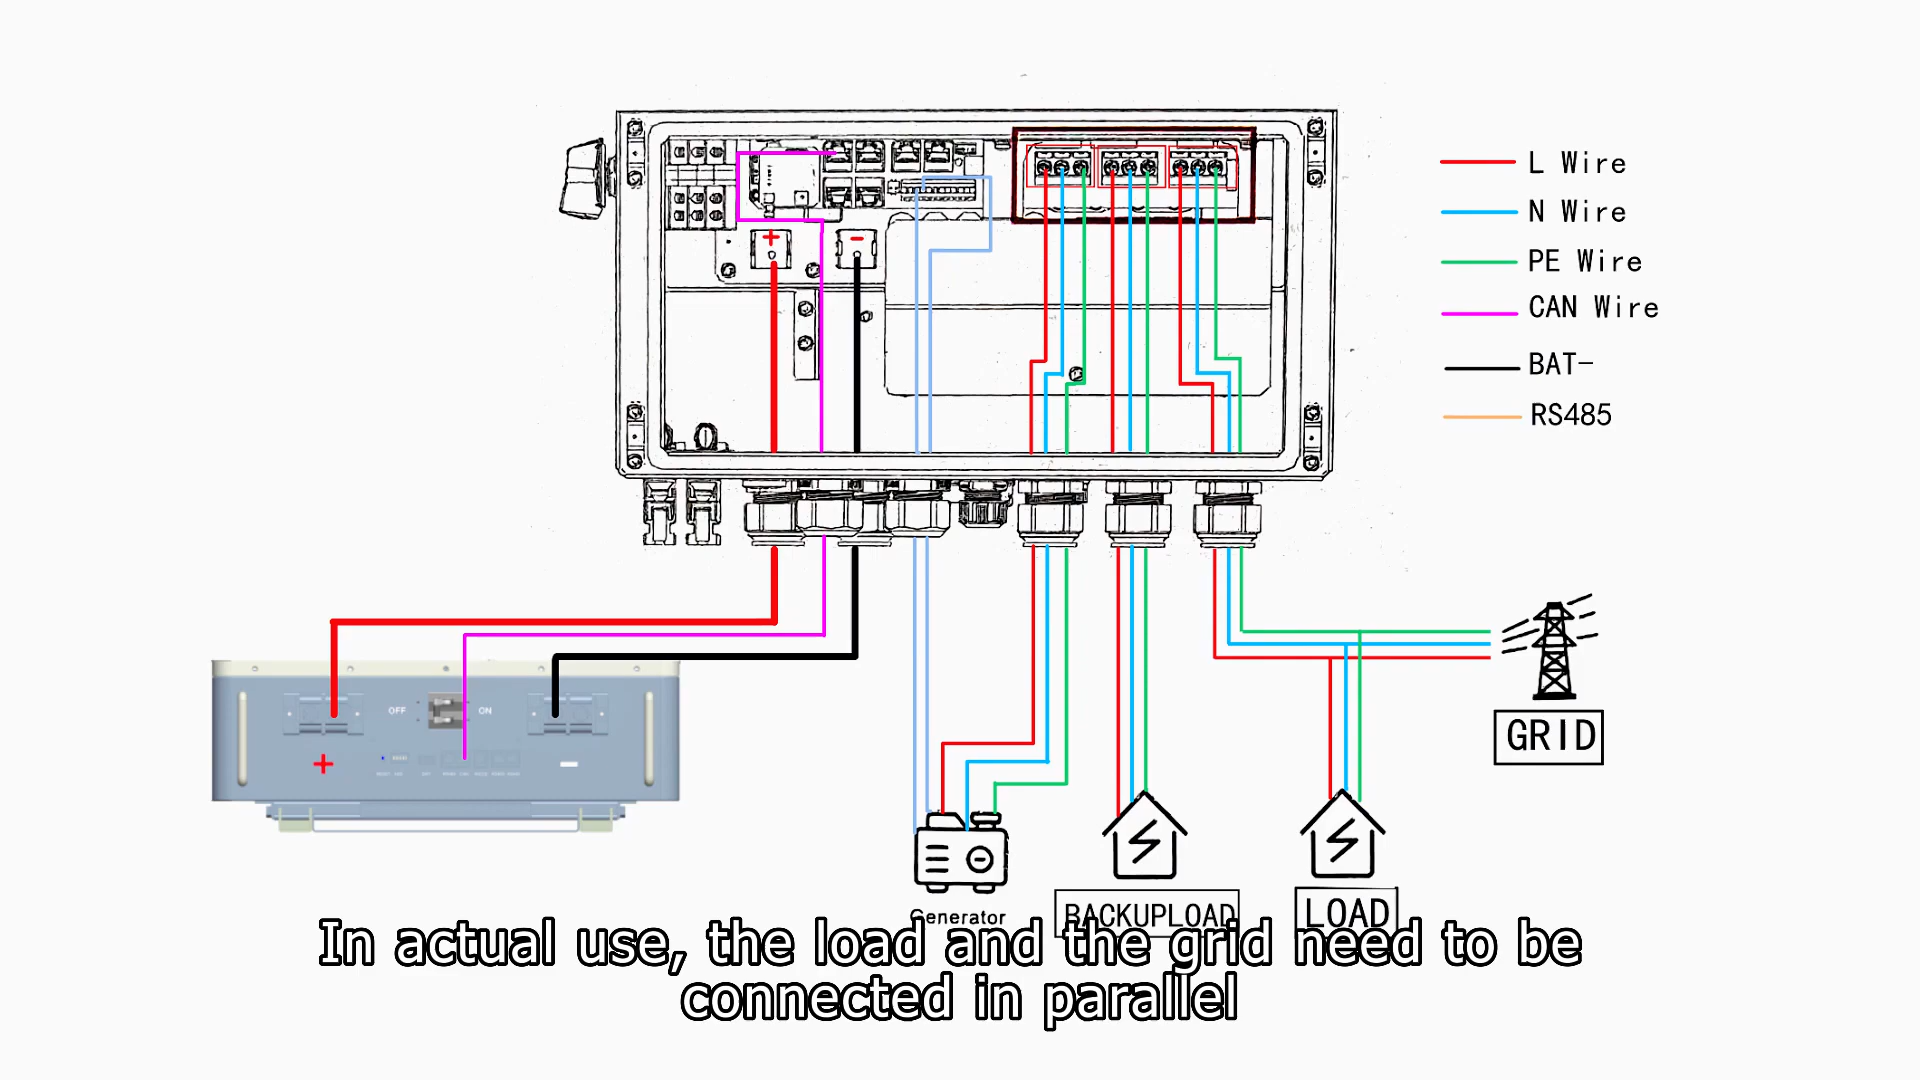 L Wire
N Wire
PE Wire
CAN Wire
BAT-
RS485
+
-
OFF
ON
+
-
GRID
Generator
BACKUPLOAD
LOAD
In actual use, the load and the grid need to be
connected in parallel